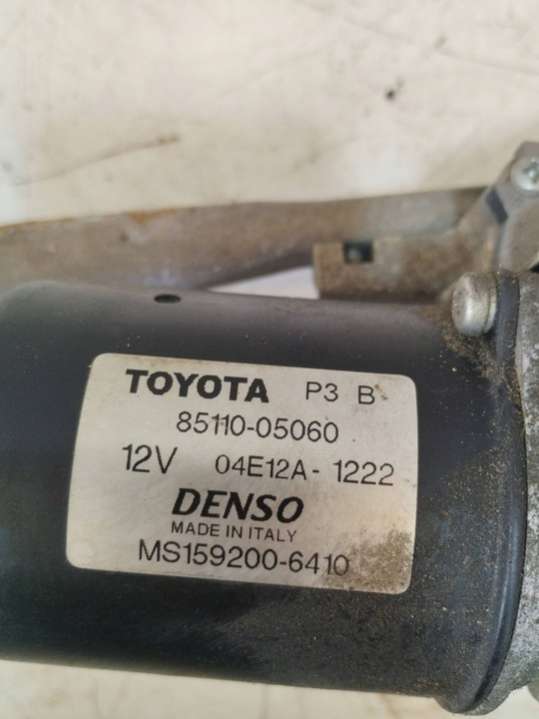 TOYOTA P3 B
85110-05060
12V 04E12A-1222
DENSO
MADE IN ITALY
MS159200-6410